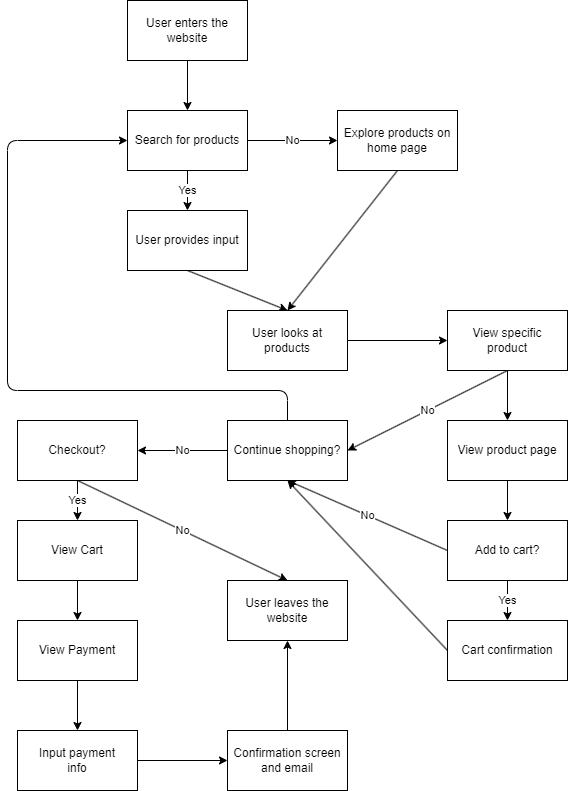 User enters the
website
Search for products
No
Explore products on
home page
Yes
User provides input
User looks at
products
View specific
product
No
Checkout?
No
Continue shopping?
View product page
Yes
No
No
View Cart
Add to cart?
User leaves the
website
Yes
View Payment
Cart confirmation
Input payment
info
Confirmation screen
and email